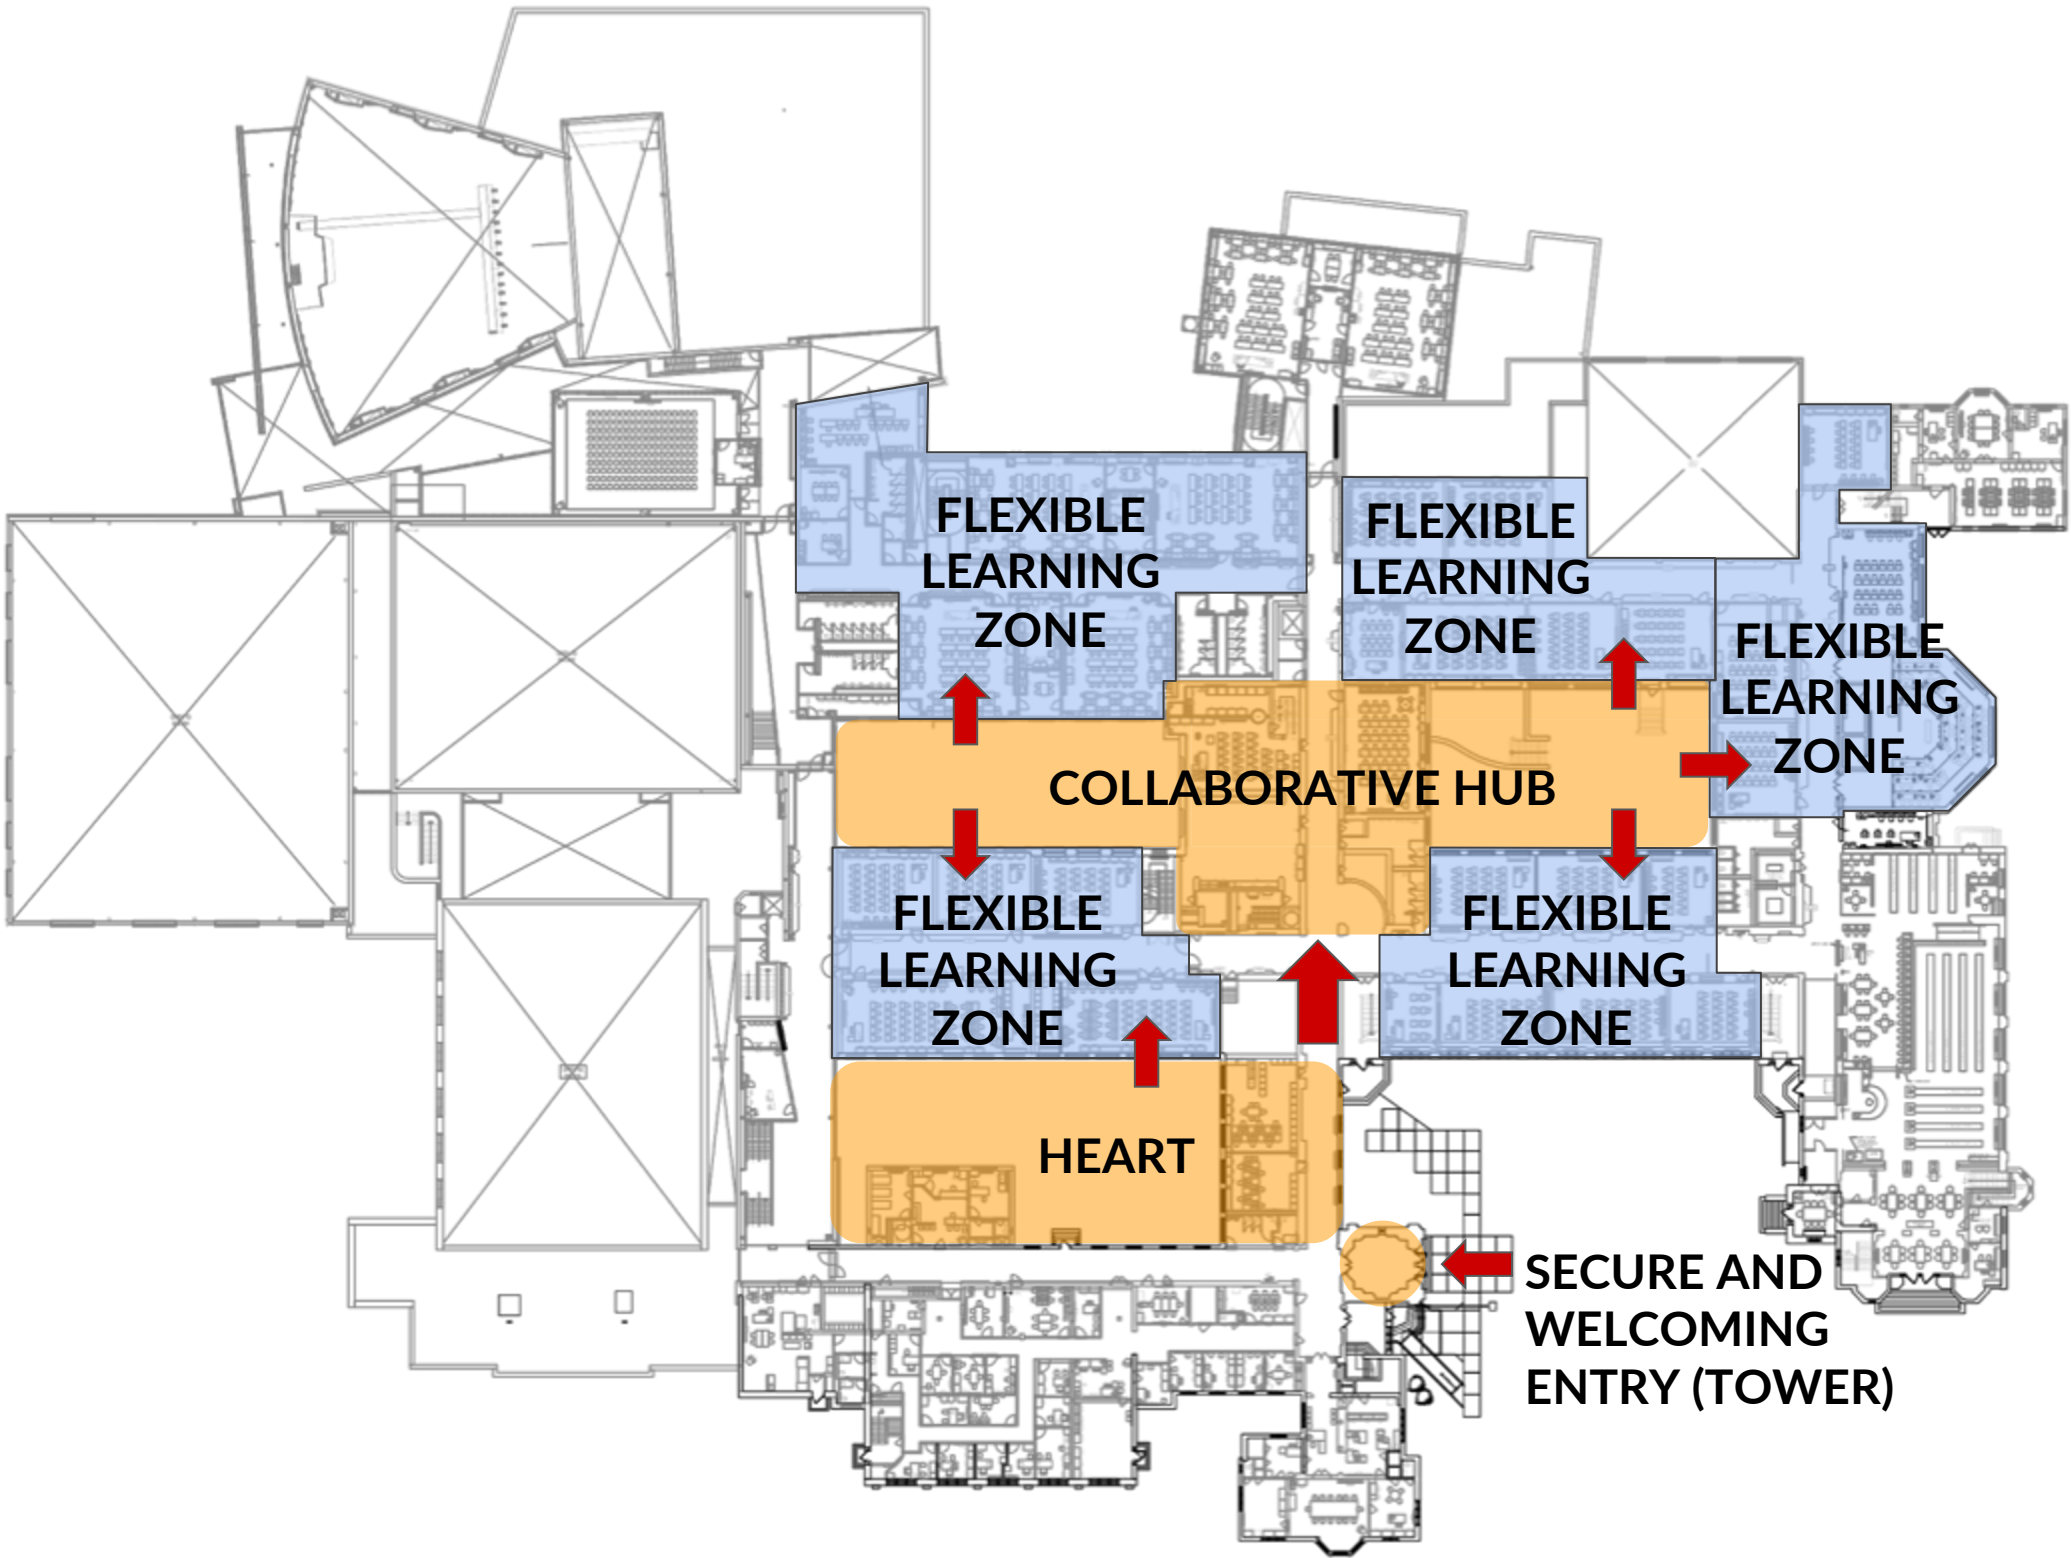 FLEXIBLE
LEARNING
ZONE
FLEXIBLE
LEARNING
ZONE
FLEXIBLE
LEARNING
ZONE
COLLABORATIVE HUB
FLEXIBLE
LEARNING
ZONE
FLEXIBLE
LEARNING
ZONE
HEART
SECURE AND
WELCOMING
ENTRY (TOWER)